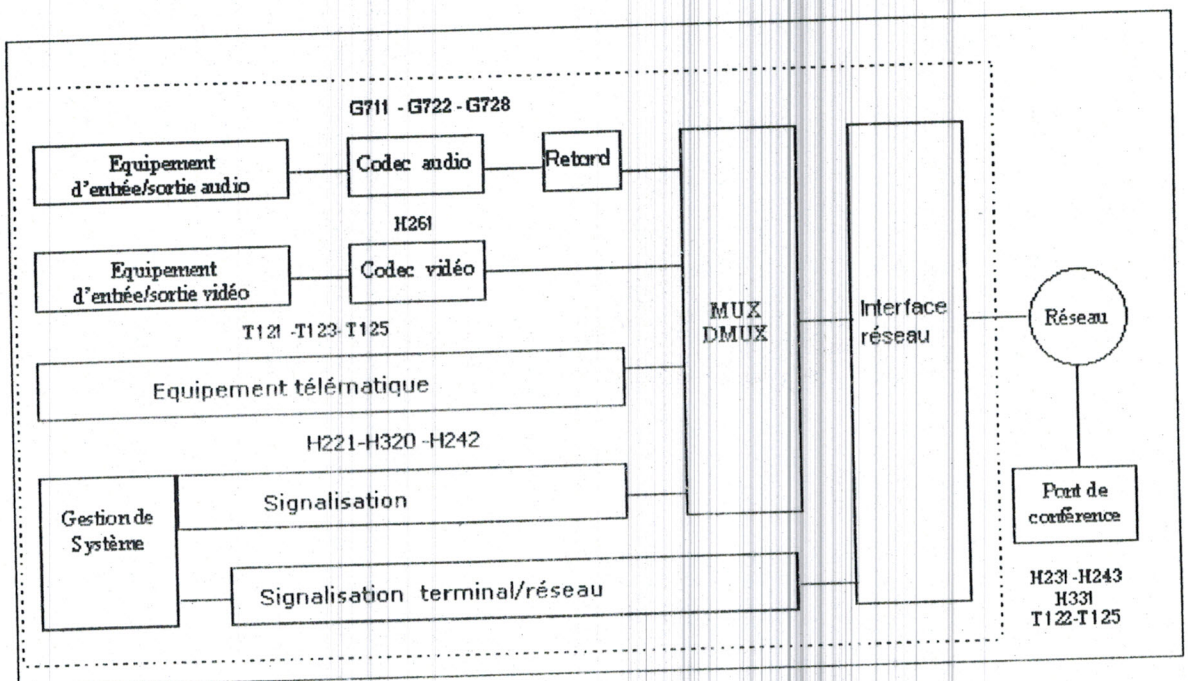 G711 - G722 - G728
Equipement
d'entrée/sortie audio
Codec audio
Retard
H261
Equipement
d'entrée/sortie vidéo
Codec vidéo
T121 -T123- T125
Equipement télématique
H221-H320 -H242
Gestion de
Système
Signalisation
Signalisation terminal/réseau
MUX
DMUX
Interface
réseau
Réseau
Pont de
conférence
H231 -H243
H331
T122-T125